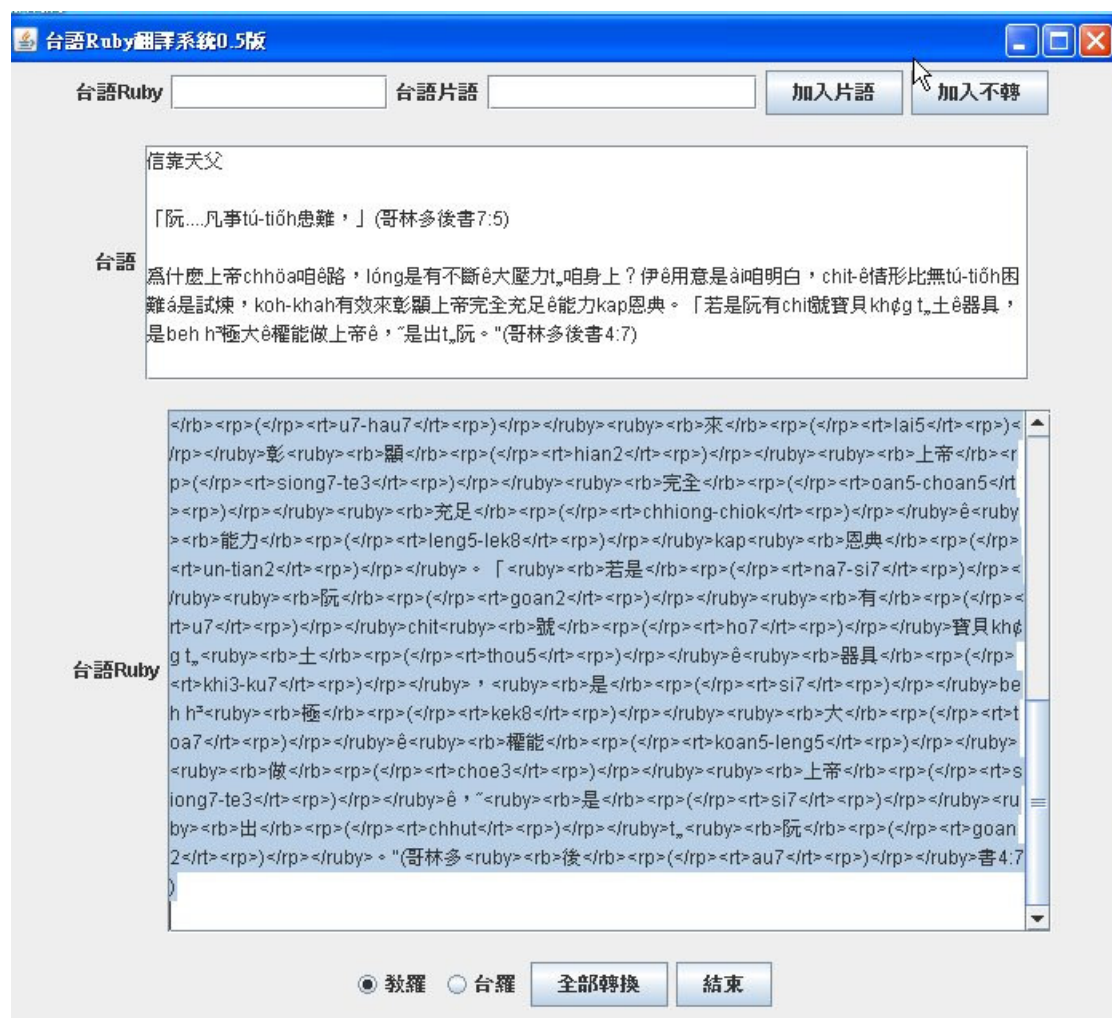 台語Ruby翻譯系統0.5版
台語Ruby 台語片語 加入片語 加入不轉
信靠天父
「阮....凡事tú-tiőh患難，」(哥林多後書7:5)
台語
爲什麼上帝chhöa咱ê路，lóng是有不斷ê大壓力t„咱身上？伊ê用意是ài咱明白，chit-ê情形比無tú-tiőh困
難á是試煉，koh-khah有效來彰顯上帝完全充足ê能力kap恩典。「若是阮有chit號寶貝kh¢g t„土ê器具，
是beh h³極大ê權能做上帝ê，˝是出t„阮。"(哥林多後書4:7)
</rb><rp>(</rp><rt>u7-hau7</rt><rp>)</rp></ruby><ruby><rb>來</rb><rp>(</rp><rt>lai5</rt><rp>)<
/rp></ruby>彰<ruby><rb>顯</rb><rp>(</rp><rt>hian2</rt><rp>)</rp></ruby><ruby><rb>上帝</rb><r
p>(</rp><rt>siong7-te3</rt><rp>)</rp></ruby><ruby><rb>完全</rb><rp>(</rp><rt>oan5-choan5</rt
><rp>)</rp></ruby><ruby><rb>充足</rb><rp>(</rp><rt>chhiong-chiok</rt><rp>)</rp></ruby>ê<ruby
><rb>能力</rb><rp>(</rp><rt>leng5-lek8</rt><rp>)</rp></ruby>kap<ruby><rb>恩典</rb><rp>(</rp>
<rt>un-tian2</rt><rp>)</rp></ruby>。「<ruby><rb>若是</rb><rp>(</rp><rt>na7-si7</rt><rp>)</rp><
/ruby><ruby><rb>阮</rb><rp>(</rp><rt>goan2</rt><rp>)</rp></ruby><ruby><rb>有</rb><rp>(</rp><
rt>u7</rt><rp>)</rp></ruby>chit<ruby><rb>號</rb><rp>(</rp><rt>ho7</rt><rp>)</rp></ruby>寶貝kh¢
g t„<ruby><rb>土</rb><rp>(</rp><rt>thou5</rt><rp>)</rp></ruby>ê<ruby><rb>器具</rb><rp>(</rp>
台語Ruby
<rt>khi3-ku7</rt><rp>)</rp></ruby>，<ruby><rb>是</rb><rp>(</rp><rt>si7</rt><rp>)</rp></ruby>be
h h³<ruby><rb>極</rb><rp>(</rp><rt>kek8</rt><rp>)</rp></ruby><ruby><rb>大</rb><rp>(</rp><rt>t
oa7</rt><rp>)</rp></ruby>ê<ruby><rb>權能</rb><rp>(</rp><rt>koan5-leng5</rt><rp>)</rp></ruby>
<ruby><rb>做</rb><rp>(</rp><rt>choe3</rt><rp>)</rp></ruby><ruby><rb>上帝</rb><rp>(</rp><rt>s
iong7-te3</rt><rp>)</rp></ruby>ê，˝<ruby><rb>是</rb><rp>(</rp><rt>si7</rt><rp>)</rp></ruby><ru
by><rb>出</rb><rp>(</rp><rt>chhut</rt><rp>)</rp></ruby>t„<ruby><rb>阮</rb><rp>(</rp><rt>goan
2</rt><rp>)</rp></ruby>。"(哥林多<ruby><rb>後</rb><rp>(</rp><rt>au7</rt><rp>)</rp></ruby>書4:7
)
教羅 台羅 全部轉換 結束